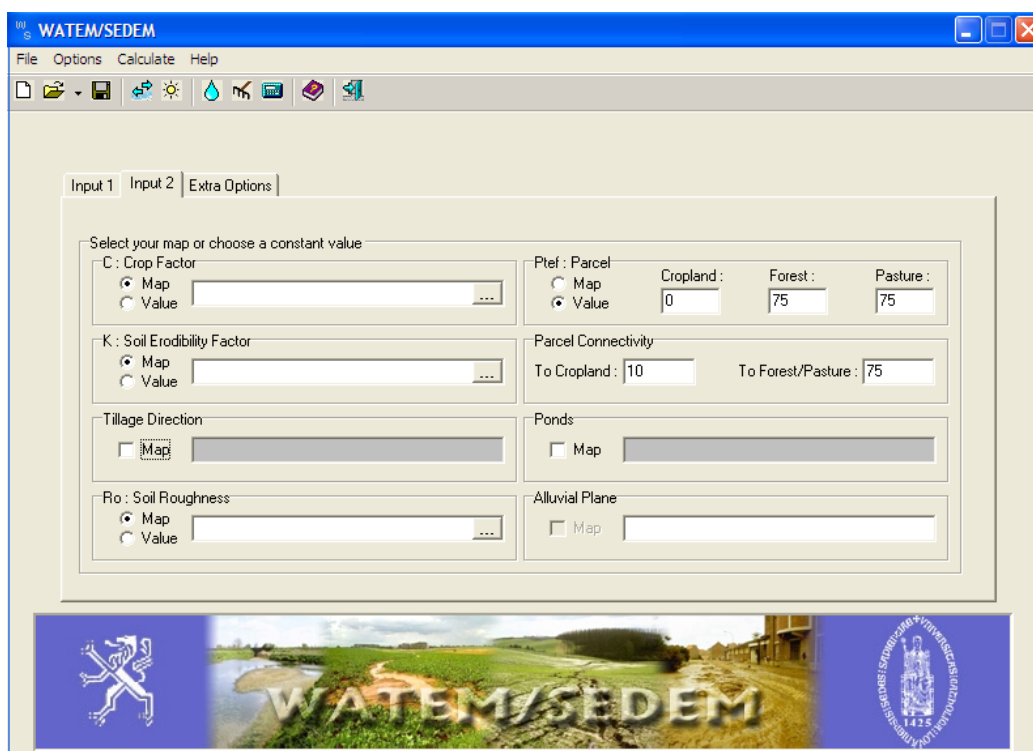 WATEM/SEDEM
File Options Calculate Help
Input 1 Input 2 Extra Options
Select your map or choose a constant value
C : Crop Factor
Map
Value
...
Ptef : Parcel
Map
Value
Cropland :
0
Forest :
75
Pasture :
75
K : Soil Erodibility Factor
Map
Value
...
Parcel Connectivity
To Cropland : 10
To Forest/Pasture : 75
Tillage Direction
Map
Ponds
Map
Ro : Soil Roughness
Map
Value
...
Alluvial Plane
Map
WATEM/SEDEM
1425